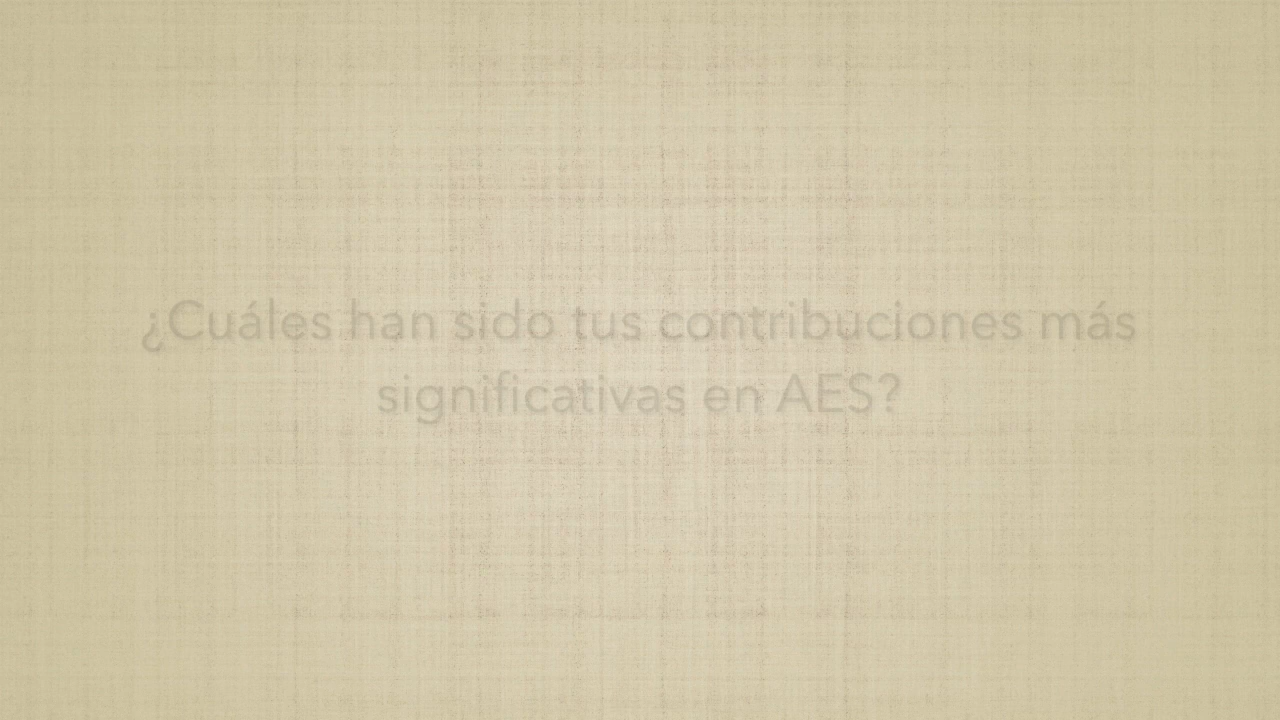 ¿Cuáles han sido tus contribuciones más
significativas en AES?